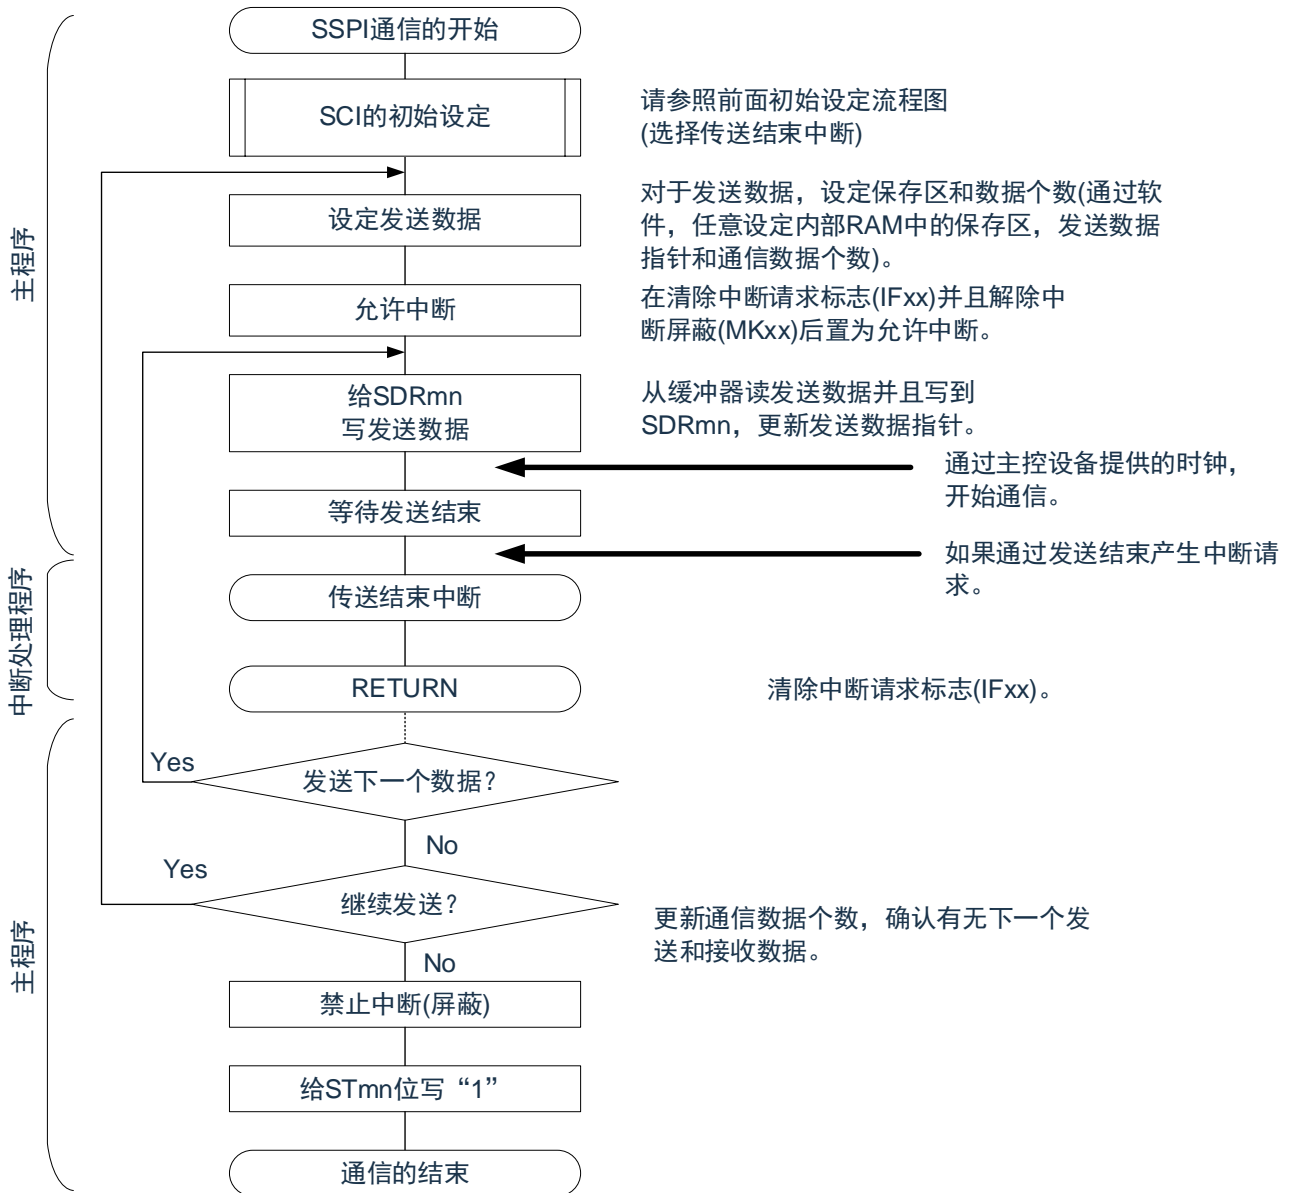 SSPI通信的开始
SCI的初始设定
请参照前面初始设定流程图
(选择传送结束中断)
设定发送数据
对于发送数据，设定保存区和数据个数(通过软
件，任意设定内部RAM中的保存区，发送数据
指针和通信数据个数)。
主程序
允许中断
在清除中断请求标志(IFxx)并且解除中
断屏蔽(MKxx)后置为允许中断。
给SDRmn
写发送数据
从缓冲器读发送数据并且写到
SDRmn，更新发送数据指针。
通过主控设备提供的时钟，
开始通信。
等待发送结束
如果通过发送结束产生中断请
求。
传送结束中断
中断处理程序
RETURN
清除中断请求标志(IFxx)。
Yes
发送下一个数据？
No
Yes
继续发送？
更新通信数据个数，确认有无下一个发
送和接收数据。
主程序
No
禁止中断(屏蔽)
给STmn位写“1”
通信的结束